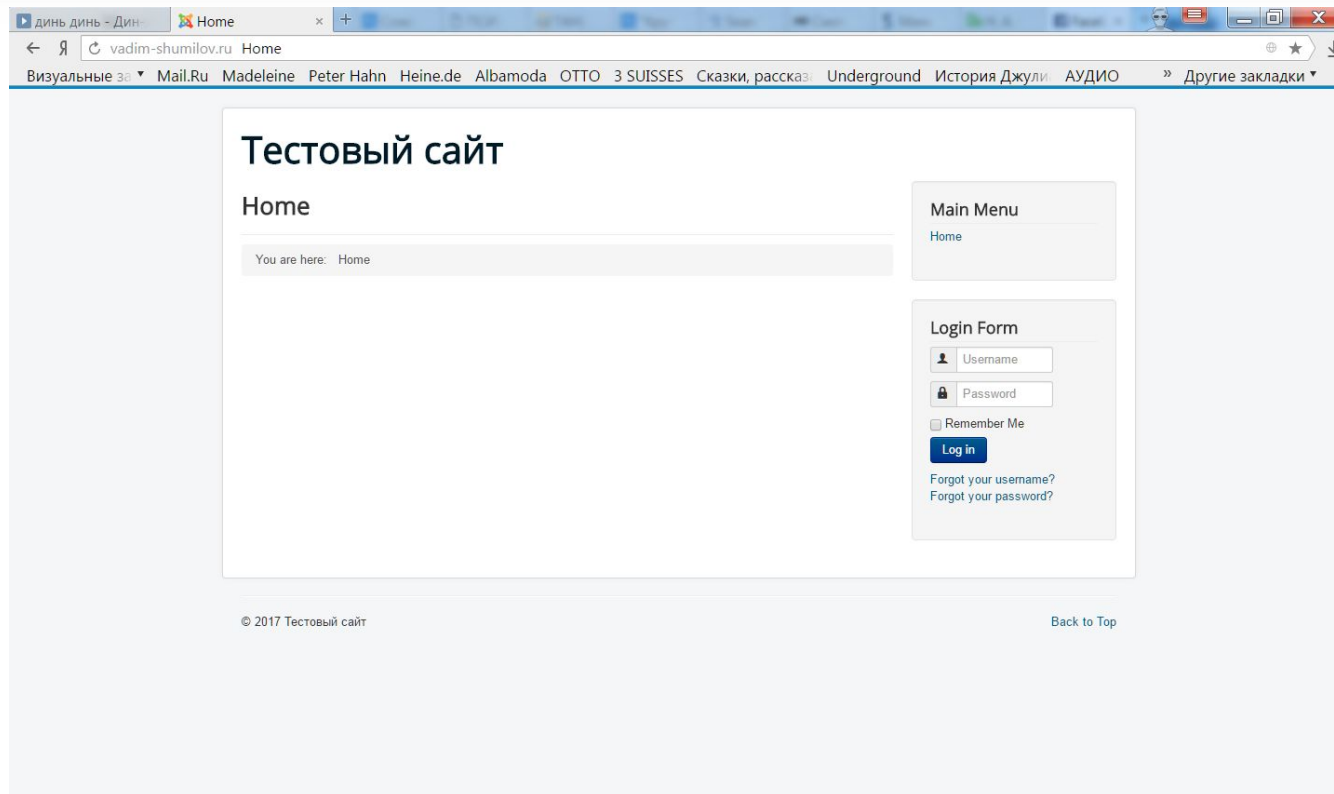 динь динь - Дин
Home
vadim-shumilov.ru Home
Визуальные за Mail.Ru Madeleine Peter Hahn Heine.de Albamoda OTTO 3 SUISSES Сказки, рассказ Underground История Джули АУДИО » Другие закладки
Тестовый сайт
Home
You are here: Home
Main Menu
Home
Login Form
Username
Password
Remember Me
Log in
Forgot your username?
Forgot your password?
© 2017 Тестовый сайт
Back to Top